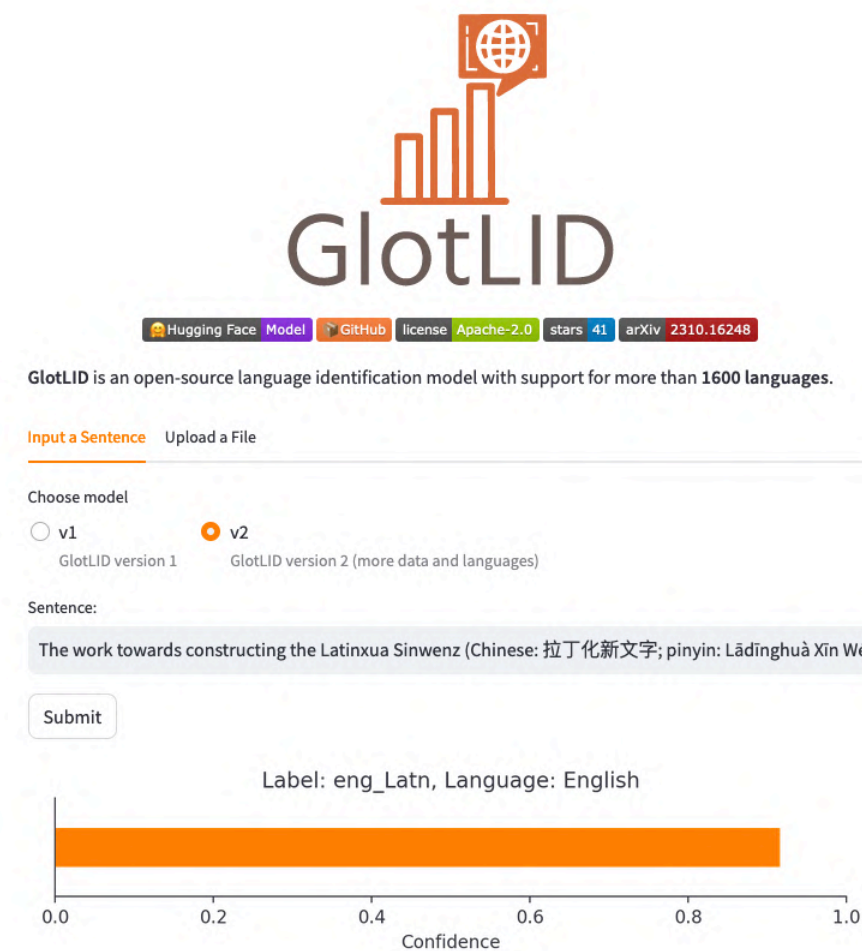 GlotLID
Hugging Face Model GitHub license Apache-2.0 stars 41 arXiv 2310.16248
GlotLID is an open-source language identification model with support for more than 1600 languages.
Input a Sentence Upload a File
Choose model
v1 v2
GlotLID version 1 GlotLID version 2 (more data and languages)
Sentence:
The work towards constructing the Latinxua Sinwenz (Chinese: 拉丁化新文字; pinyin: Lādīnghuà Xīn We
Submit
Label: eng_Latn, Language: English
0.0 0.2 0.4 0.6 0.8 1.0
Confidence